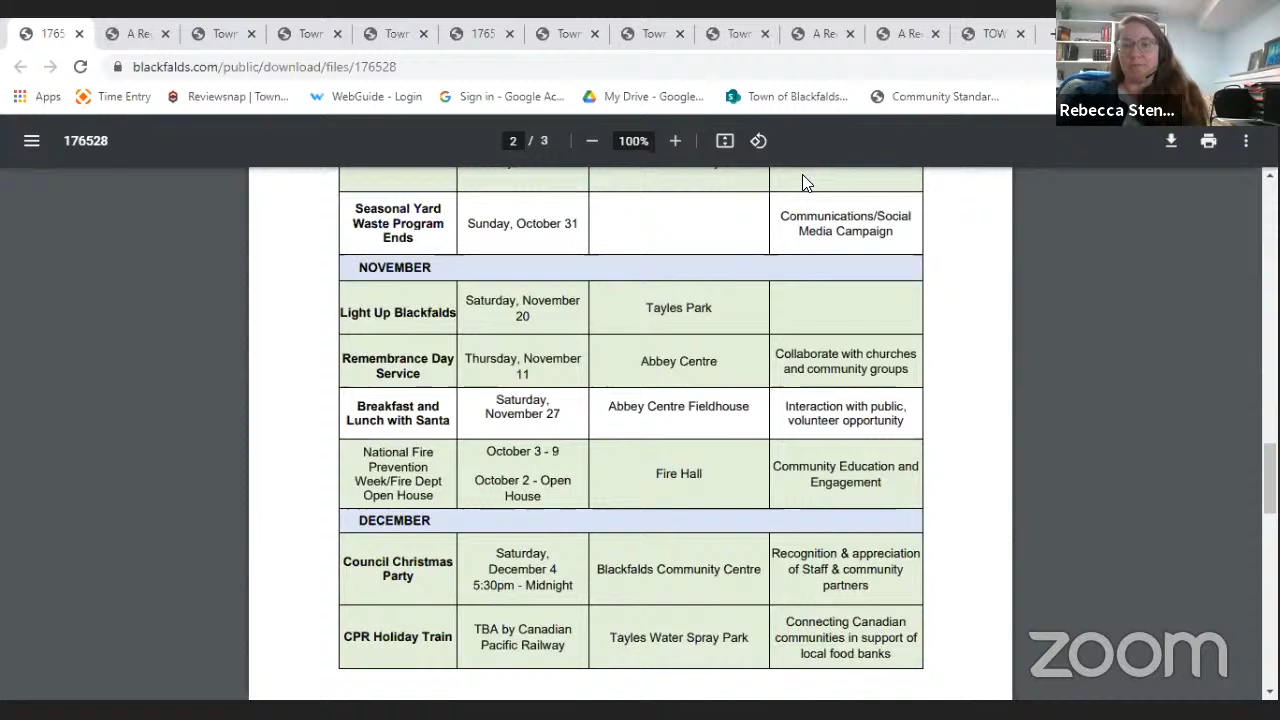 1765
A Re
Towr
Towr
Towr
1765
Towr
Towr
Towr
A Re
A Re
TOW
blackfalds.com/public/download/files/176528
Apps
Time Entry
Reviewsnap | Town...
WebGuide - Login
Sign in - Google Ac...
My Drive - Google...
Town of Blackfalds...
Community Standar...
Rebecca Sten...
176528
2 / 3
100%
Seasonal Yard
Waste Program
Ends
Sunday, October 31
Communications/Social
Media Campaign
NOVEMBER
Light Up Blackfalds
Saturday, November
20
Tayles Park
Remembrance Day
Service
Thursday, November
11
Abbey Centre
Collaborate with churches
and community groups
Breakfast and
Lunch with Santa
Saturday,
November 27
Abbey Centre Fieldhouse
Interaction with public,
volunteer opportunity
National Fire
Prevention
Week/Fire Dept
Open House
October 3 - 9
October 2 - Open
House
Fire Hall
Community Education and
Engagement
DECEMBER
Council Christmas
Party
Saturday,
December 4
5:30pm - Midnight
Blackfalds Community Centre
Recognition & appreciation
of Staff & community
partners
CPR Holiday Train
TBA by Canadian
Pacific Railway
Tayles Water Spray Park
Connecting Canadian
communities in support of
local food banks
zoom